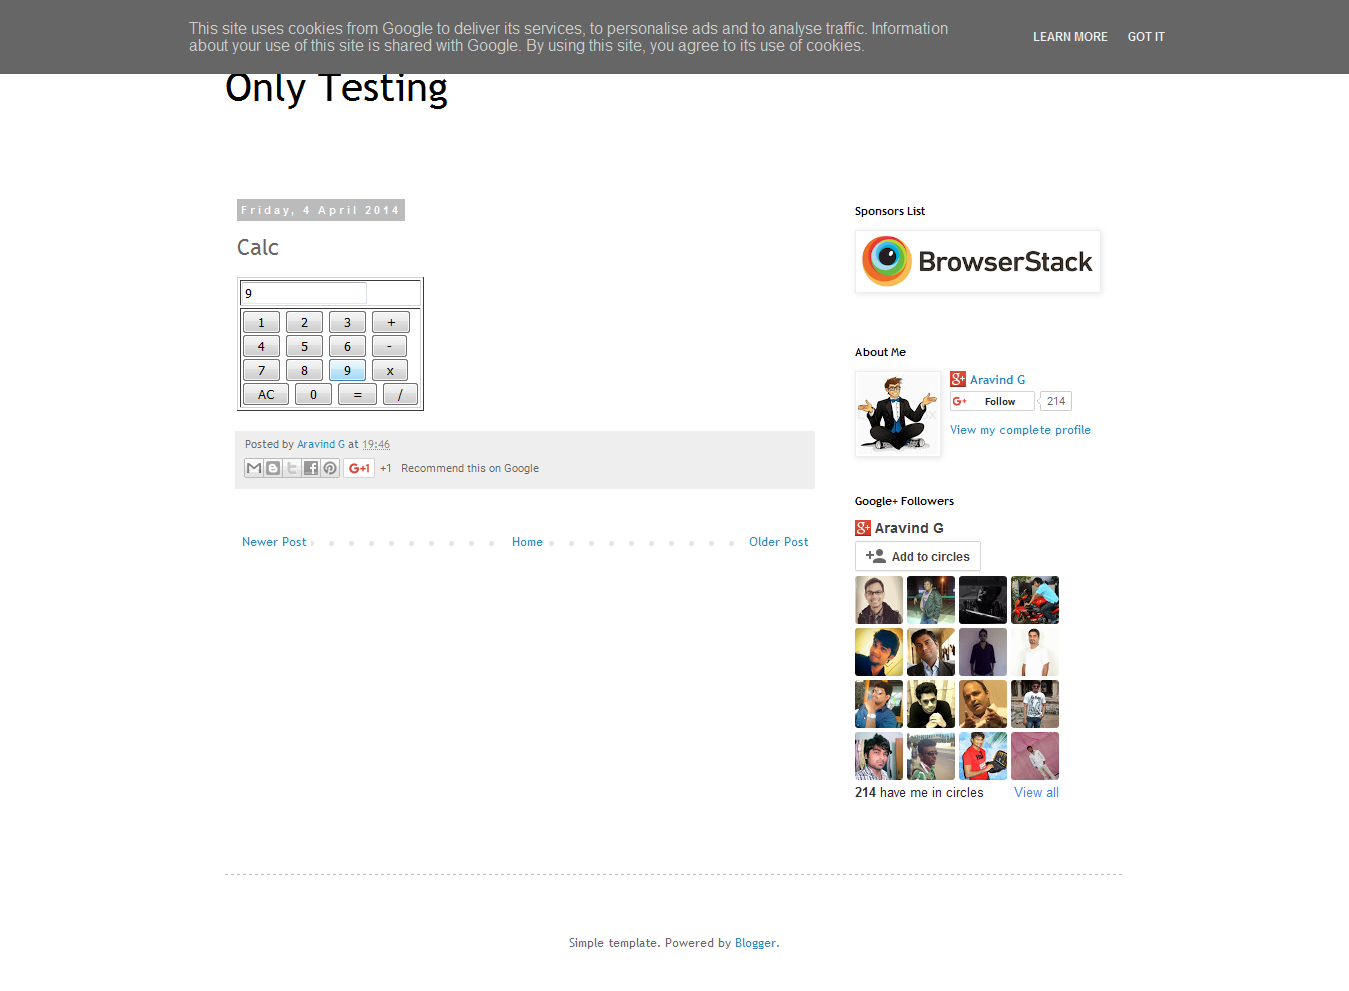 This site uses cookies from Google to deliver its services, to personalise ads and to analyse traffic. Information
about your use of this site is shared with Google. By using this site, you agree to its use of cookies.
LEARN MORE GOT IT
Only Testing
Friday, 4 April 2014
Calc
9
1 2 3 +
4 5 6 -
7 8 9 x
AC 0 = /
Posted by Aravind G at 19:46
G+1 +1 Recommend this on Google
Newer Post Home Older Post
Sponsors List
BrowserStack
About Me
Aravind G
G+ Follow 214
View my complete profile
Google+ Followers
Aravind G
Add to circles
214 have me in circles View all
Simple template. Powered by Blogger.